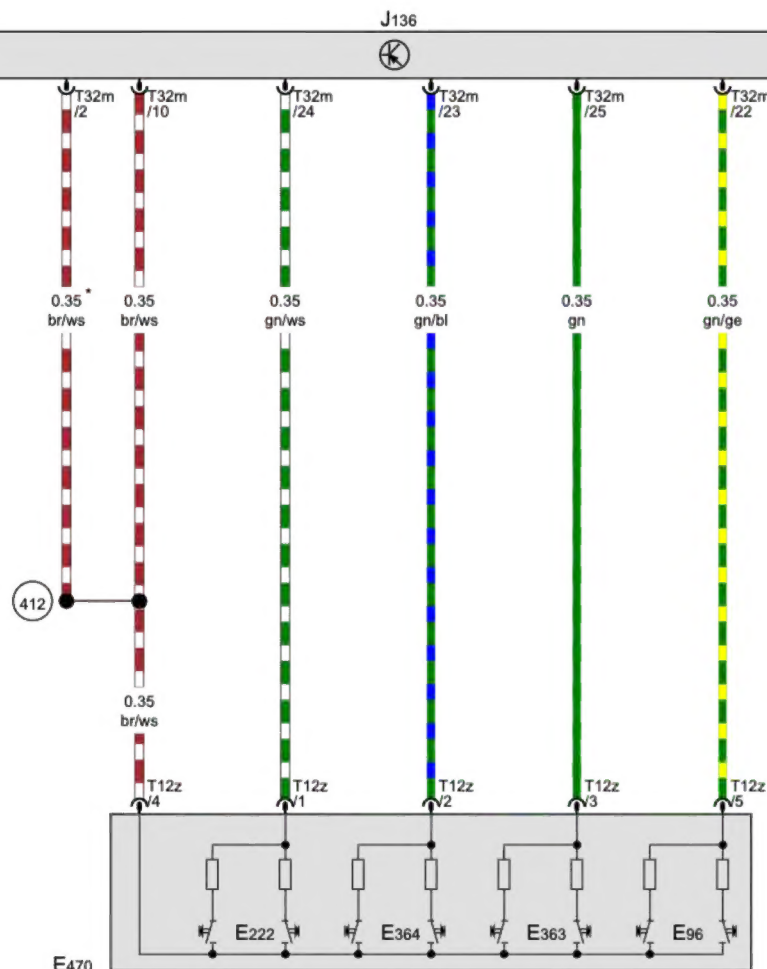 J136
T32m T32m T32m T32m T32m T32m
/2 /10 /24 /23 /25 /22
0.35 * 0.35 0.35 0.35 0.35 0.35
br/ws br/ws gn/ws gn/bl gn gn/ge
412
0.35
br/ws
T12z T12z T12z T12z T12z
/4 /1 /2 /3 /5
E222 E364 E363 E96
E470